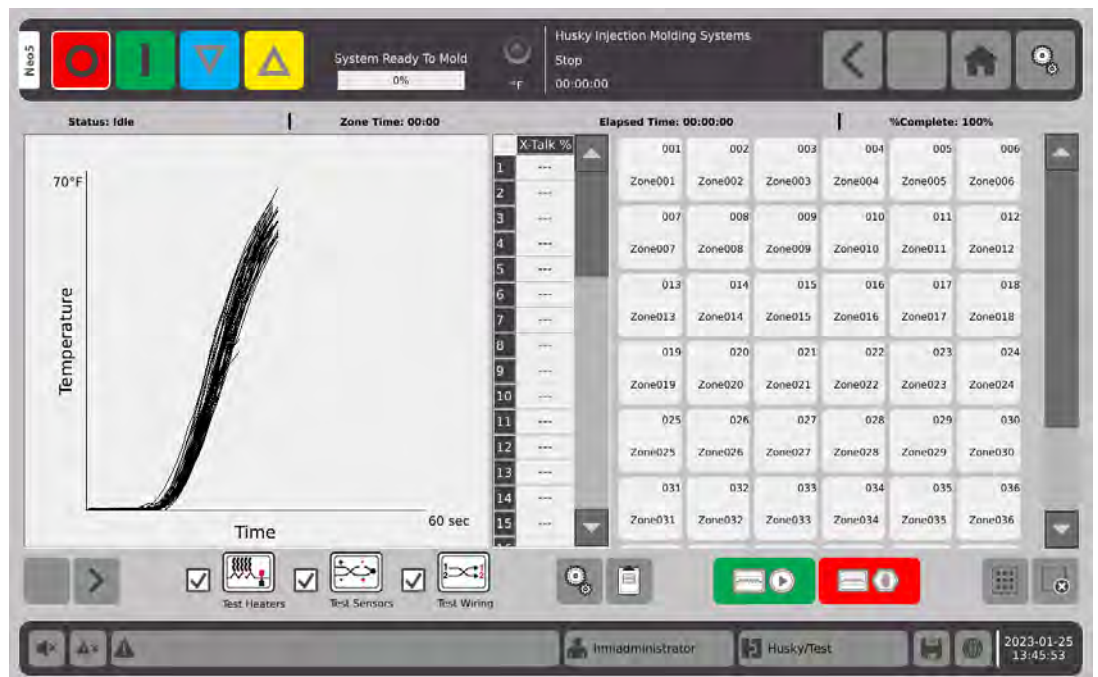 Neo5
System Ready To Mold
0%
°F
Husky Injection Molding Systems
Stop
00:00:00
Status: Idle
Zone Time: 00:00
Elapsed Time: 00:00:00
%Complete: 100%
70°F
Temperature
Time
60 sec
X-Talk %
1 ---
2 ---
3 ---
4 ---
5 ---
6 ---
7 ---
8 ---
9 ---
10 ---
11 ---
12 ---
13 ---
14 ---
15 ---
001 002 003 004 005 006
Zone001 Zone002 Zone003 Zone004 Zone005 Zone006
007 008 009 010 011 012
Zone007 Zone008 Zone009 Zone010 Zone011 Zone012
013 014 015 016 017 018
Zone013 Zone014 Zone015 Zone016 Zone017 Zone018
019 020 021 022 023 024
Zone019 Zone020 Zone021 Zone022 Zone023 Zone024
025 026 027 028 029 030
Zone025 Zone026 Zone027 Zone028 Zone029 Zone030
031 032 033 034 035 036
Zone031 Zone032 Zone033 Zone034 Zone035 Zone036
Test Heaters
Test Sensors
Test Wiring
hmiadministrator
Husky/Test
2023-01-25
13:45:53